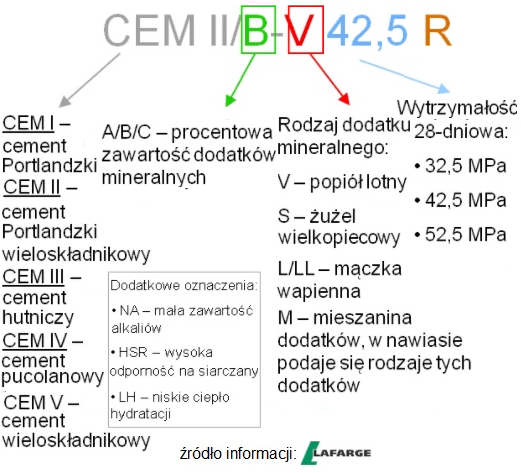 CEM II/B-V 42,5 R
CEM I –
cement
Portlandzki
CEM II –
cement
Portlandzki
wieloskładnikowy
CEM III –
cement
hutniczy
CEM IV –
cement
pucolanowy
CEM V –
cement
wieloskładnikowy
A/B/C – procentowa
zawartość dodatków
mineralnych
Dodatkowe oznaczenia:
• NA – mała zawartość
alkaliów
• HSR – wysoka
odporność na siarczany
• LH – niskie ciepło
hydratacji
Rodzaj dodatku
mineralnego:
V – popiół lotny
S – żużel
wielkopiecowy
L/LL – mączka
wapienna
M – mieszanina
dodatków, w nawiasie
podaje się rodzaje tych
dodatków
Wytrzymałość
28-dniowa:
• 32,5 MPa
• 42,5 MPa
• 52,5 MPa
źródło informacji: LAFARGE